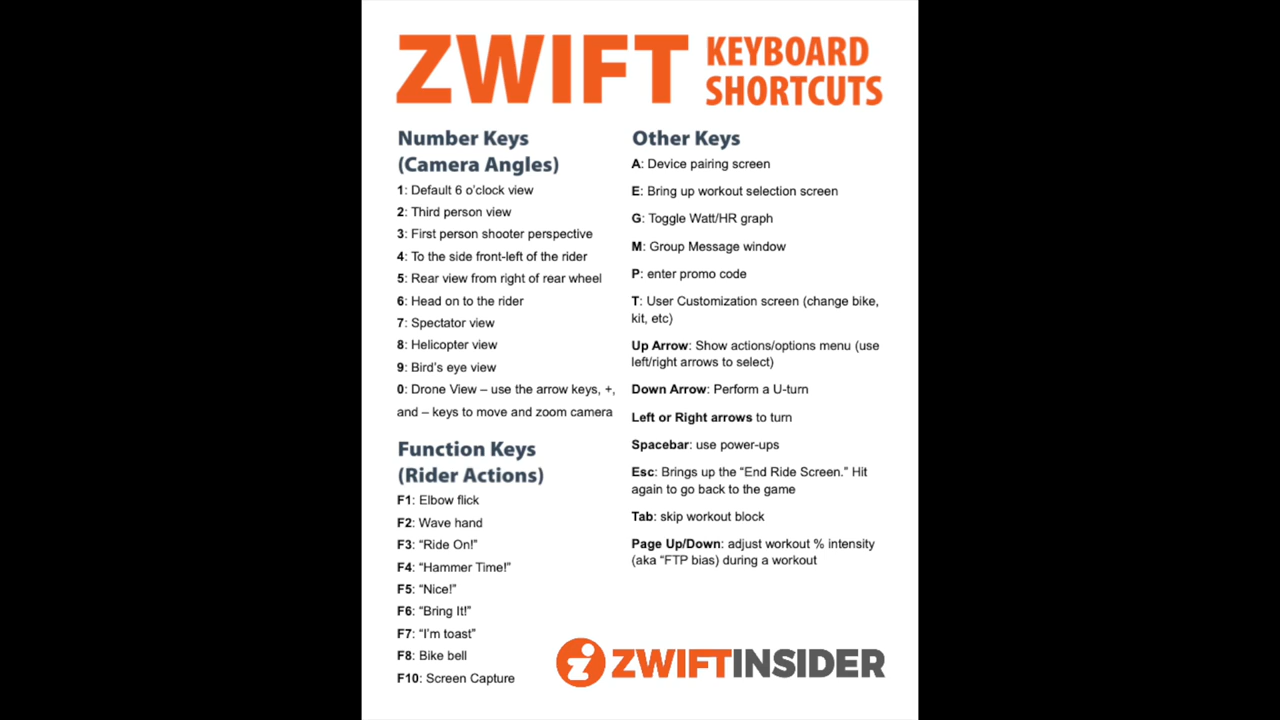 ZWIFT KEYBOARD SHORTCUTS
Number Keys
(Camera Angles)
1: Default 6 o’clock view
2: Third person view
3: First person shooter perspective
4: To the side front-left of the rider
5: Rear view from right of rear wheel
6: Head on to the rider
7: Spectator view
8: Helicopter view
9: Bird’s eye view
0: Drone View – use the arrow keys, +,
and – keys to move and zoom camera
Function Keys
(Rider Actions)
F1: Elbow flick
F2: Wave hand
F3: “Ride On!”
F4: “Hammer Time!”
F5: “Nice!”
F6: “Bring It!”
F7: “I’m toast”
F8: Bike bell
F10: Screen Capture
Other Keys
A: Device pairing screen
E: Bring up workout selection screen
G: Toggle Watt/HR graph
M: Group Message window
P: enter promo code
T: User Customization screen (change bike,
kit, etc)
Up Arrow: Show actions/options menu (use
left/right arrows to select)
Down Arrow: Perform a U-turn
Left or Right arrows to turn
Spacebar: use power-ups
Esc: Brings up the “End Ride Screen.” Hit
again to go back to the game
Tab: skip workout block
Page Up/Down: adjust workout % intensity
(aka “FTP bias) during a workout
ZWIFTINSIDER